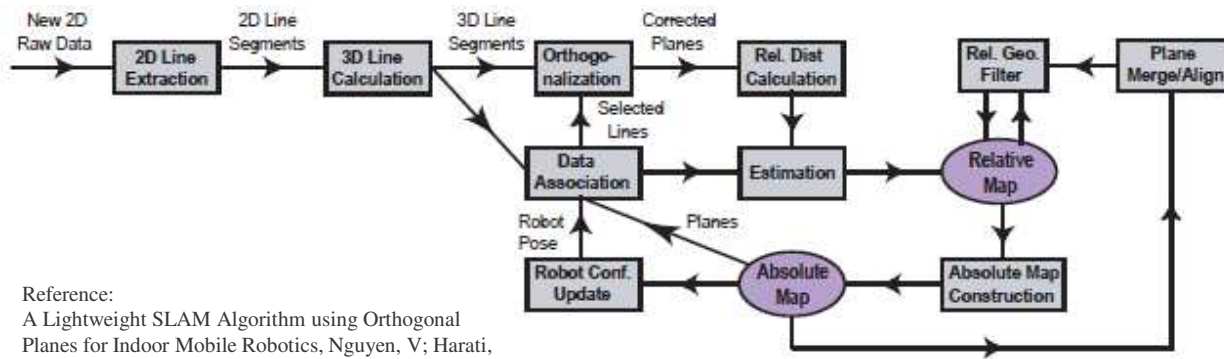 New 2D
Raw Data
2D Line
Extraction
2D Line
Segments
3D Line
Calculation
3D Line
Segments
Orthogo-
nalization
Corrected
Planes
Rel. Dist
Calculation
Rel. Geo.
Filter
Plane
Merge/Align
Selected
Lines
Data
Association
Estimation
Relative
Map
Robot
Pose
Planes
Robot Conf.
Update
Absolute
Map
Absolute Map
Construction
Reference:
A Lightweight SLAM Algorithm using Orthogonal
Planes for Indoor Mobile Robotics, Nguyen, V; Harati,